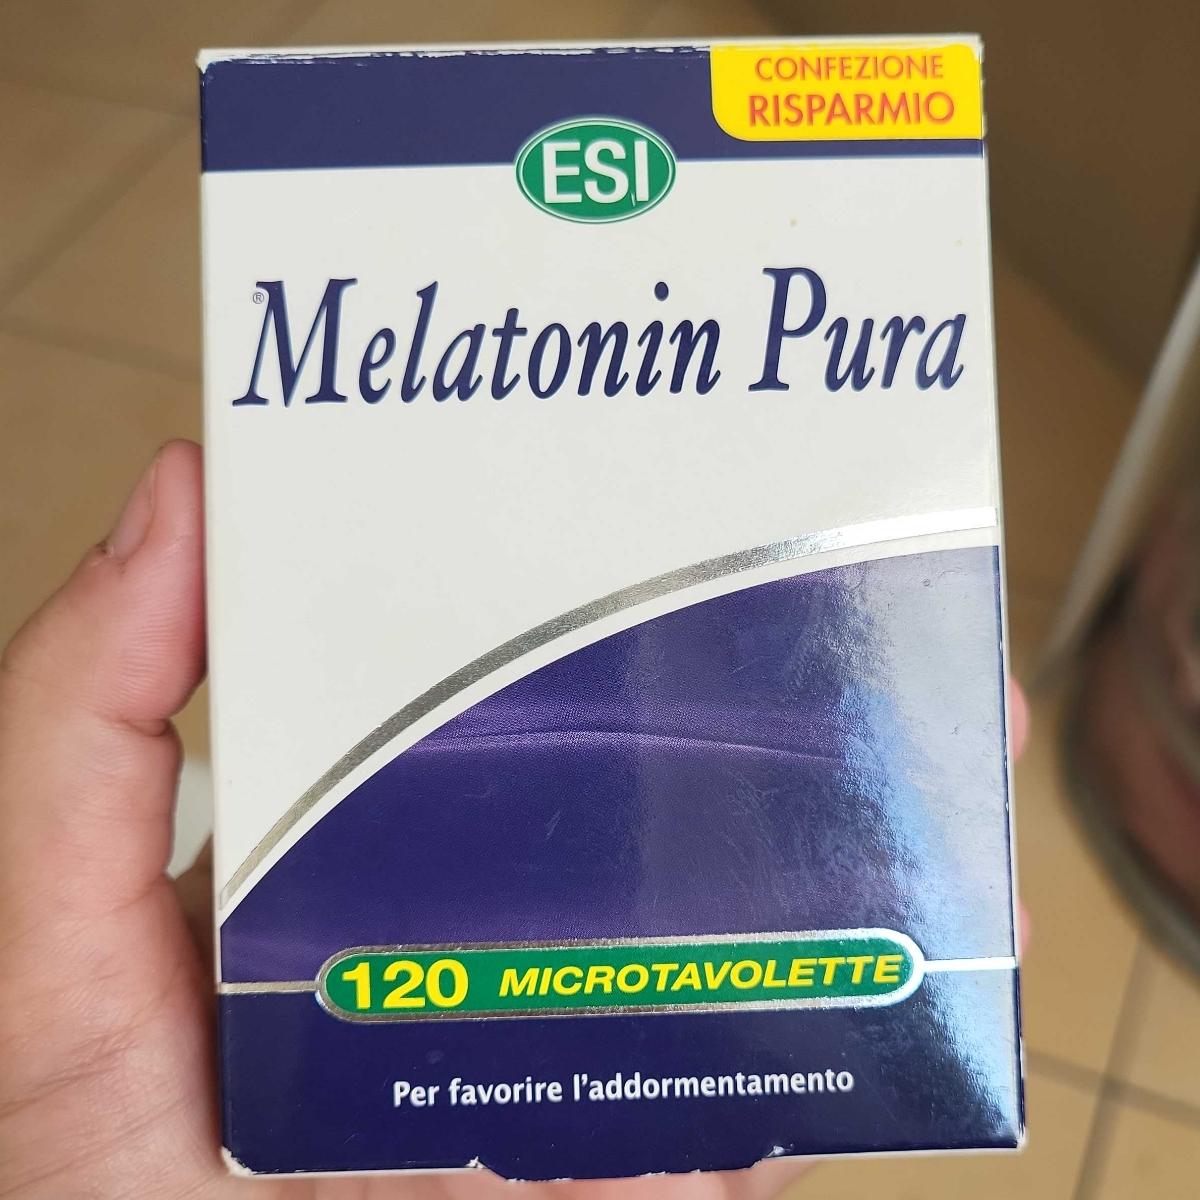 CONFEZIONE
RISPARMIO
ESI
® Melatonin Pura
120 MICROTAVOLETTE
Per favorire l'addormentamento